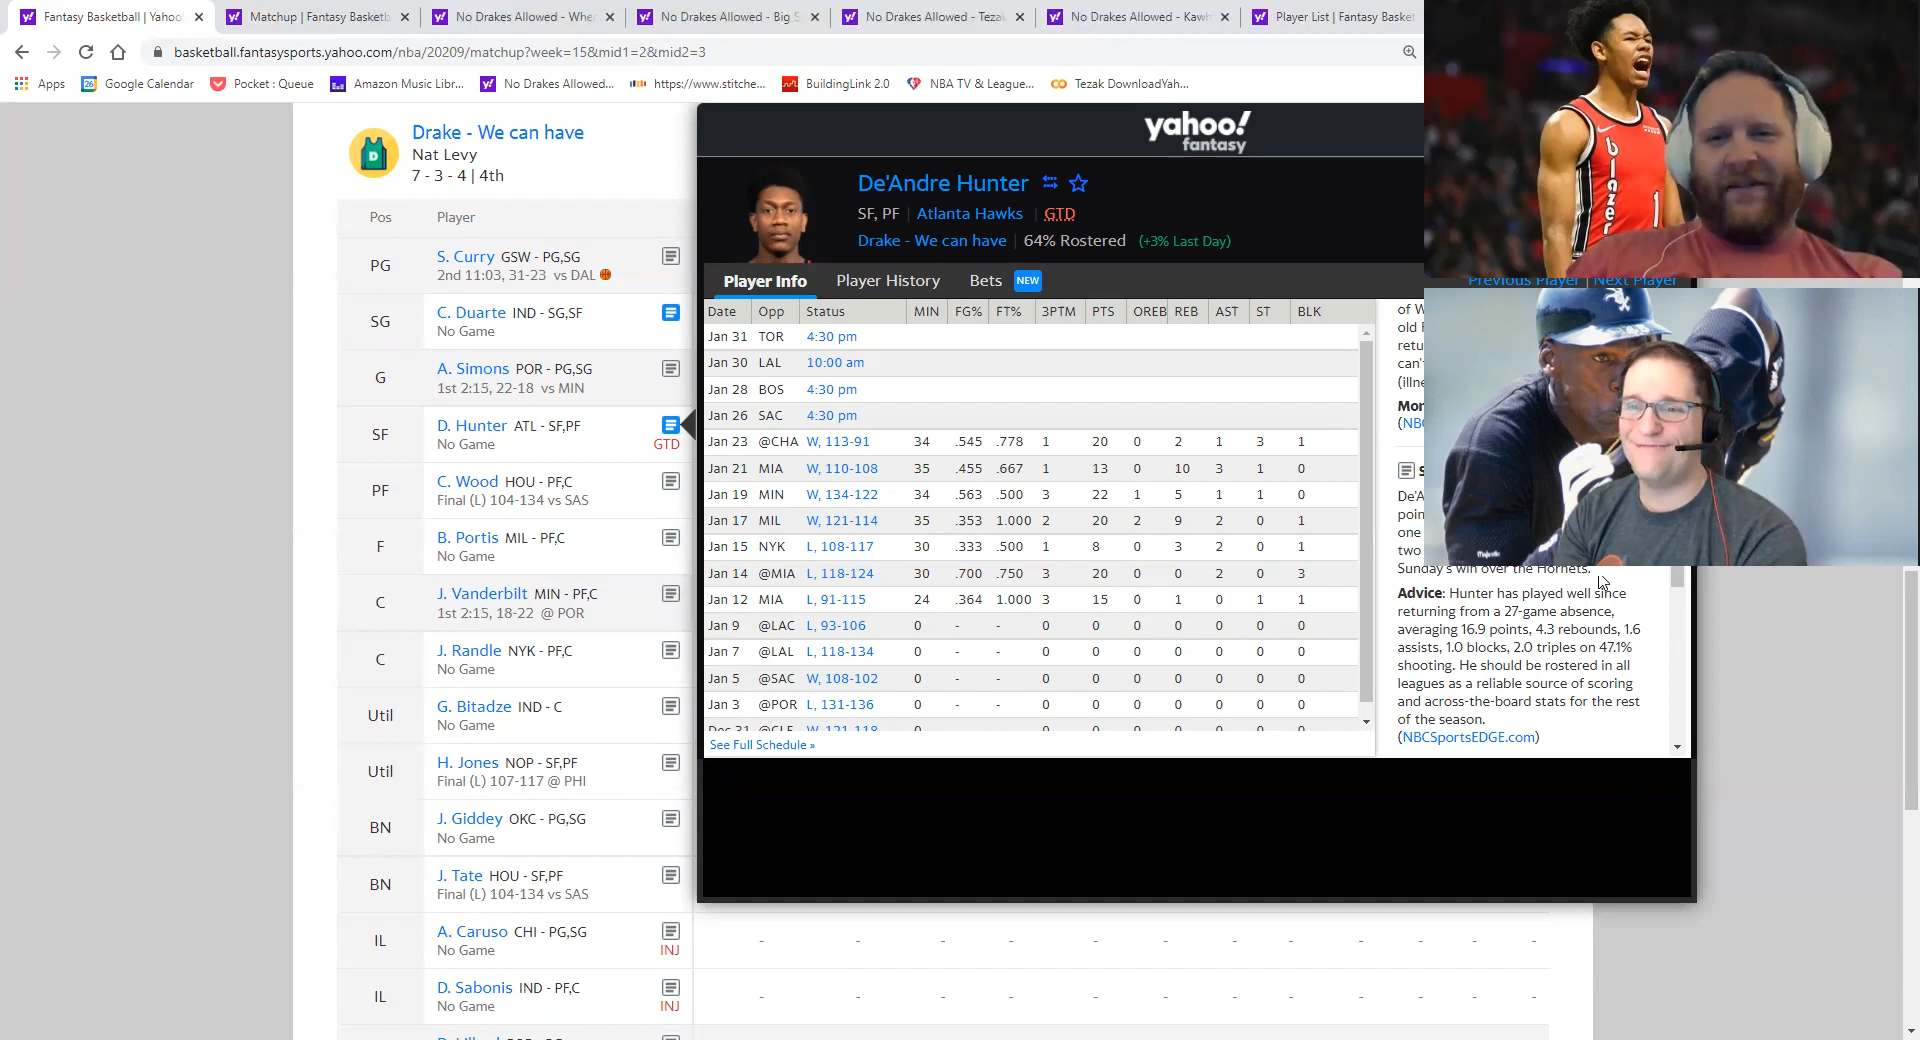 Fantasy Basketball | Yahoo!
Matchup | Fantasy Basketb
No Drakes Allowed - Wher
No Drakes Allowed - Big S
No Drakes Allowed - Tezak
No Drakes Allowed - Kawh
Player List | Fantasy Basket
basketball.fantasysports.yahoo.com/nba/20209/matchup?week=15&mid1=2&mid2=3
Apps
26
Google Calendar
Pocket : Queue
Amazon Music Libr...
No Drakes Allowed...
https://www.stitche...
BuildingLink 2.0
NBA TV & League...
Tezak DownloadYah...
D
Drake - We can have
Nat Levy
7 - 3 - 4 | 4th
Pos Player
PG S. Curry GSW - PG,SG
2nd 11:03, 31-23 vs DAL
SG C. Duarte IND - SG,SF
No Game
G A. Simons POR - PG,SG
1st 2:15, 22-18 vs MIN
SF D. Hunter ATL - SF,PF
No Game GTD
PF C. Wood HOU - PF,C
Final (L) 104-134 vs SAS
F B. Portis MIL - PF,C
No Game
C J. Vanderbilt MIN - PF,C
1st 2:15, 18-22 @ POR
C J. Randle NYK - PF,C
No Game
Util G. Bitadze IND - C
No Game
Util H. Jones NOP - SF,PF
Final (L) 107-117 @ PHI
BN J. Giddey OKC - PG,SG
No Game
BN J. Tate HOU - SF,PF
Final (L) 104-134 vs SAS
IL A. Caruso CHI - PG,SG
No Game INJ
- - - - - - - - - - - -
IL D. Sabonis IND - PF,C
No Game INJ
- - - - - - - - - - - -
yahoo!
fantasy
De'Andre Hunter
SF, PF | Atlanta Hawks | GTD
Drake - We can have | 64% Rostered (+3% Last Day)
Player Info Player History Bets NEW
Date Opp Status MIN FG% FT% 3PTM PTS OREB REB AST ST BLK
Jan 31 TOR 4:30 pm
Jan 30 LAL 10:00 am
Jan 28 BOS 4:30 pm
Jan 26 SAC 4:30 pm
Jan 23 @CHA W, 113-91 34 .545 .778 1 20 0 2 1 3 1
Jan 21 MIA W, 110-108 35 .455 .667 1 13 0 10 3 1 0
Jan 19 MIN W, 134-122 34 .563 .500 3 22 1 5 1 1 0
Jan 17 MIL W, 121-114 35 .353 1.000 2 20 2 9 2 0 1
Jan 15 NYK L, 108-117 30 .333 .500 1 8 0 3 2 0 1
Jan 14 @MIA L, 118-124 30 .700 .750 3 20 0 0 2 0 3
Jan 12 MIA L, 91-115 24 .364 1.000 3 15 0 1 0 1 1
Jan 9 @LAC L, 93-106 0 - - 0 0 0 0 0 0 0
Jan 7 @LAL L, 118-134 0 - - 0 0 0 0 0 0 0
Jan 5 @SAC W, 108-102 0 - - 0 0 0 0 0 0 0
Jan 3 @POR L, 131-136 0 - - 0 0 0 0 0 0 0
Dec 31 @CLE W, 121-118
See Full Schedule »
Previous Player | Next Player
of W
old
retu
can'
(illne
Mor
(NBC
S
De'A
poin
one
two
Sunday's win over the Hornets.
Advice: Hunter has played well since
returning from a 27-game absence,
averaging 16.9 points, 4.3 rebounds, 1.6
assists, 1.0 blocks, 2.0 triples on 47.1%
shooting. He should be rostered in all
leagues as a reliable source of scoring
and across-the-board stats for the rest
of the season.
(NBCSportsEDGE.com)
blazer
1
Majestic